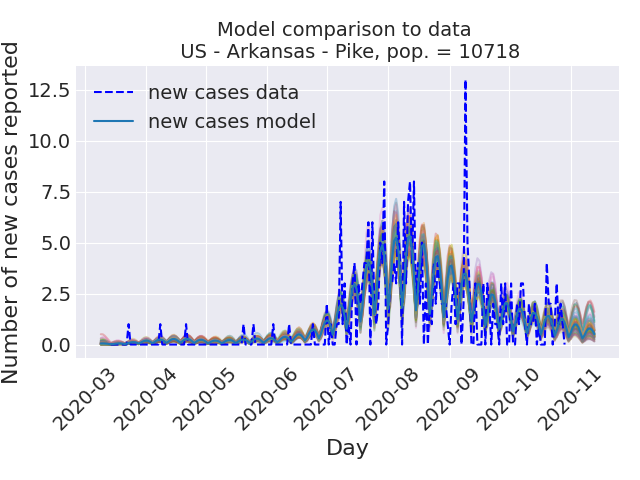 Model comparison to data
US - Arkansas - Pike, pop. = 10718
Number of new cases reported
12.5
10.0
7.5
5.0
2.5
0.0
new cases data
new cases model
2020-03
2020-04
2020-05
2020-06
2020-07
2020-08
2020-09
2020-10
2020-11
Day